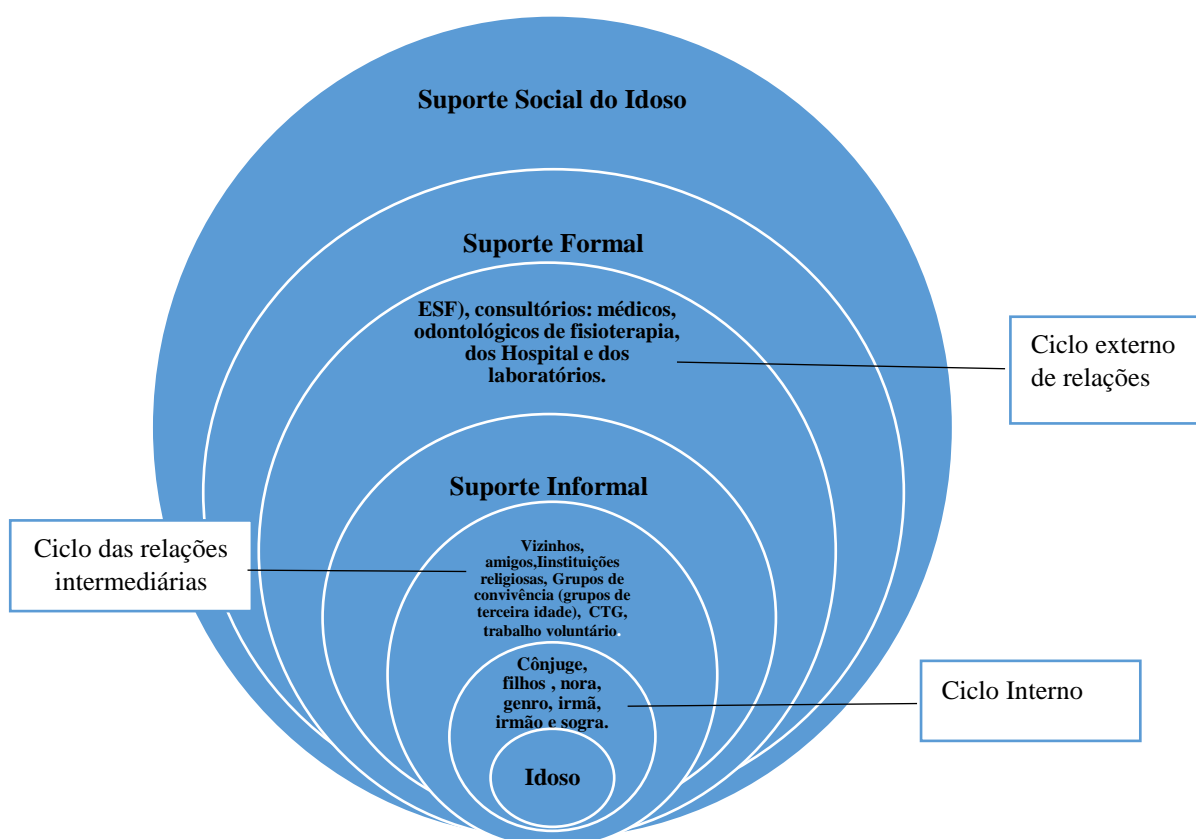 Suporte Social do Idoso
Suporte Formal
ESF), consultórios: médicos,
odontológicos de fisioterapia,
dos Hospital e dos
laboratórios.
Ciclo externo
de relações
Suporte Informal
Ciclo das relações
intermediárias
Vizinhos,
amigos,Iinstituições
religiosas, Grupos de
convivência (grupos de
terceira idade), CTG,
trabalho voluntário.
Cônjuge,
filhos , nora,
genro, irmã,
irmão e sogra.
Ciclo Interno
Idoso